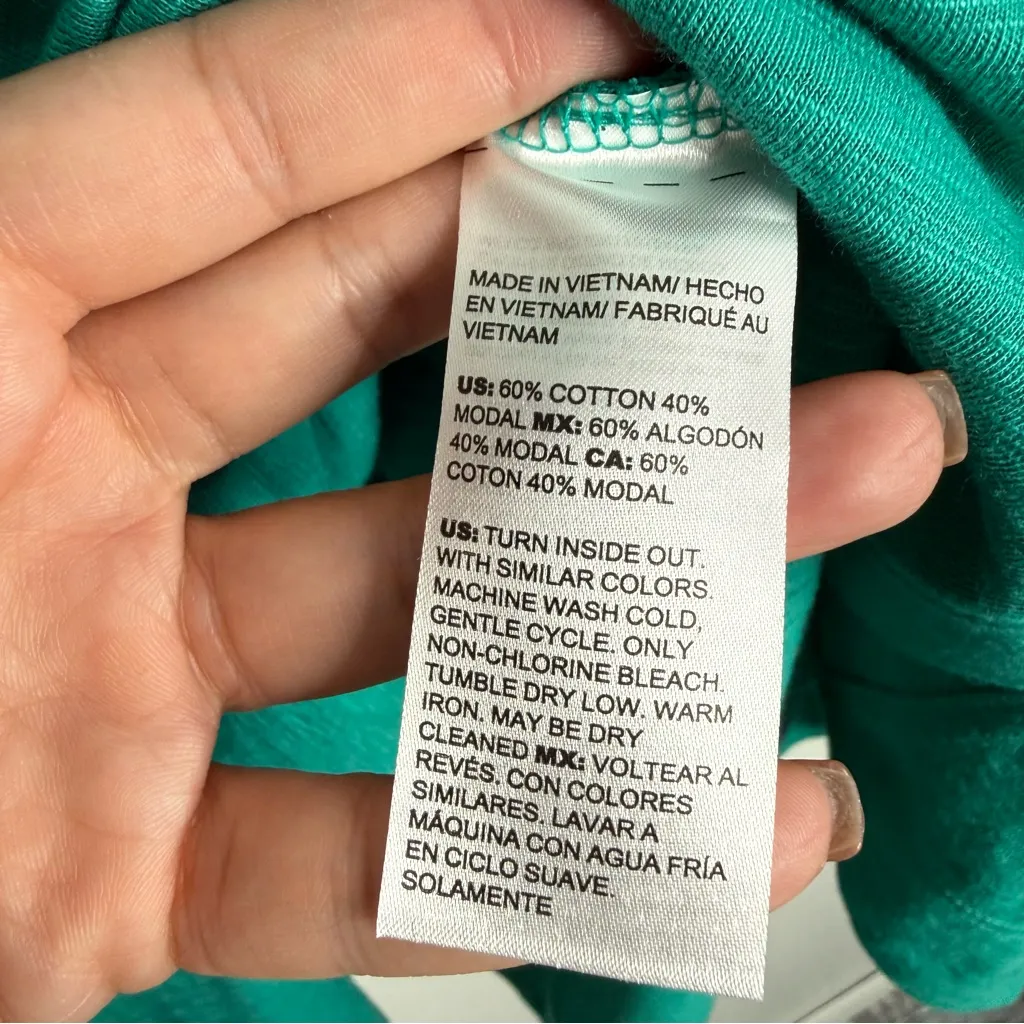 MADE IN VIETNAM/ HECHO
EN VIETNAM/ FABRIQUÉ AU
VIETNAM
US: 60% COTTON 40%
MODAL MX: 60% ALGODÓN
40% MODAL CA: 60%
COTON 40% MODAL
US: TURN INSIDE OUT.
WITH SIMILAR COLORS.
MACHINE WASH COLD,
GENTLE CYCLE. ONLY
NON-CHLORINE BLEACH.
TUMBLE DRY LOW. WARM
IRON. MAY BE DRY
CLEANED MX: VOLTEAR AL
REVÉS. CON COLORES
SIMILARES. LAVAR A
MÁQUINA CON AGUA FRÍA
EN CICLO SUAVE.
SOLAMENTE